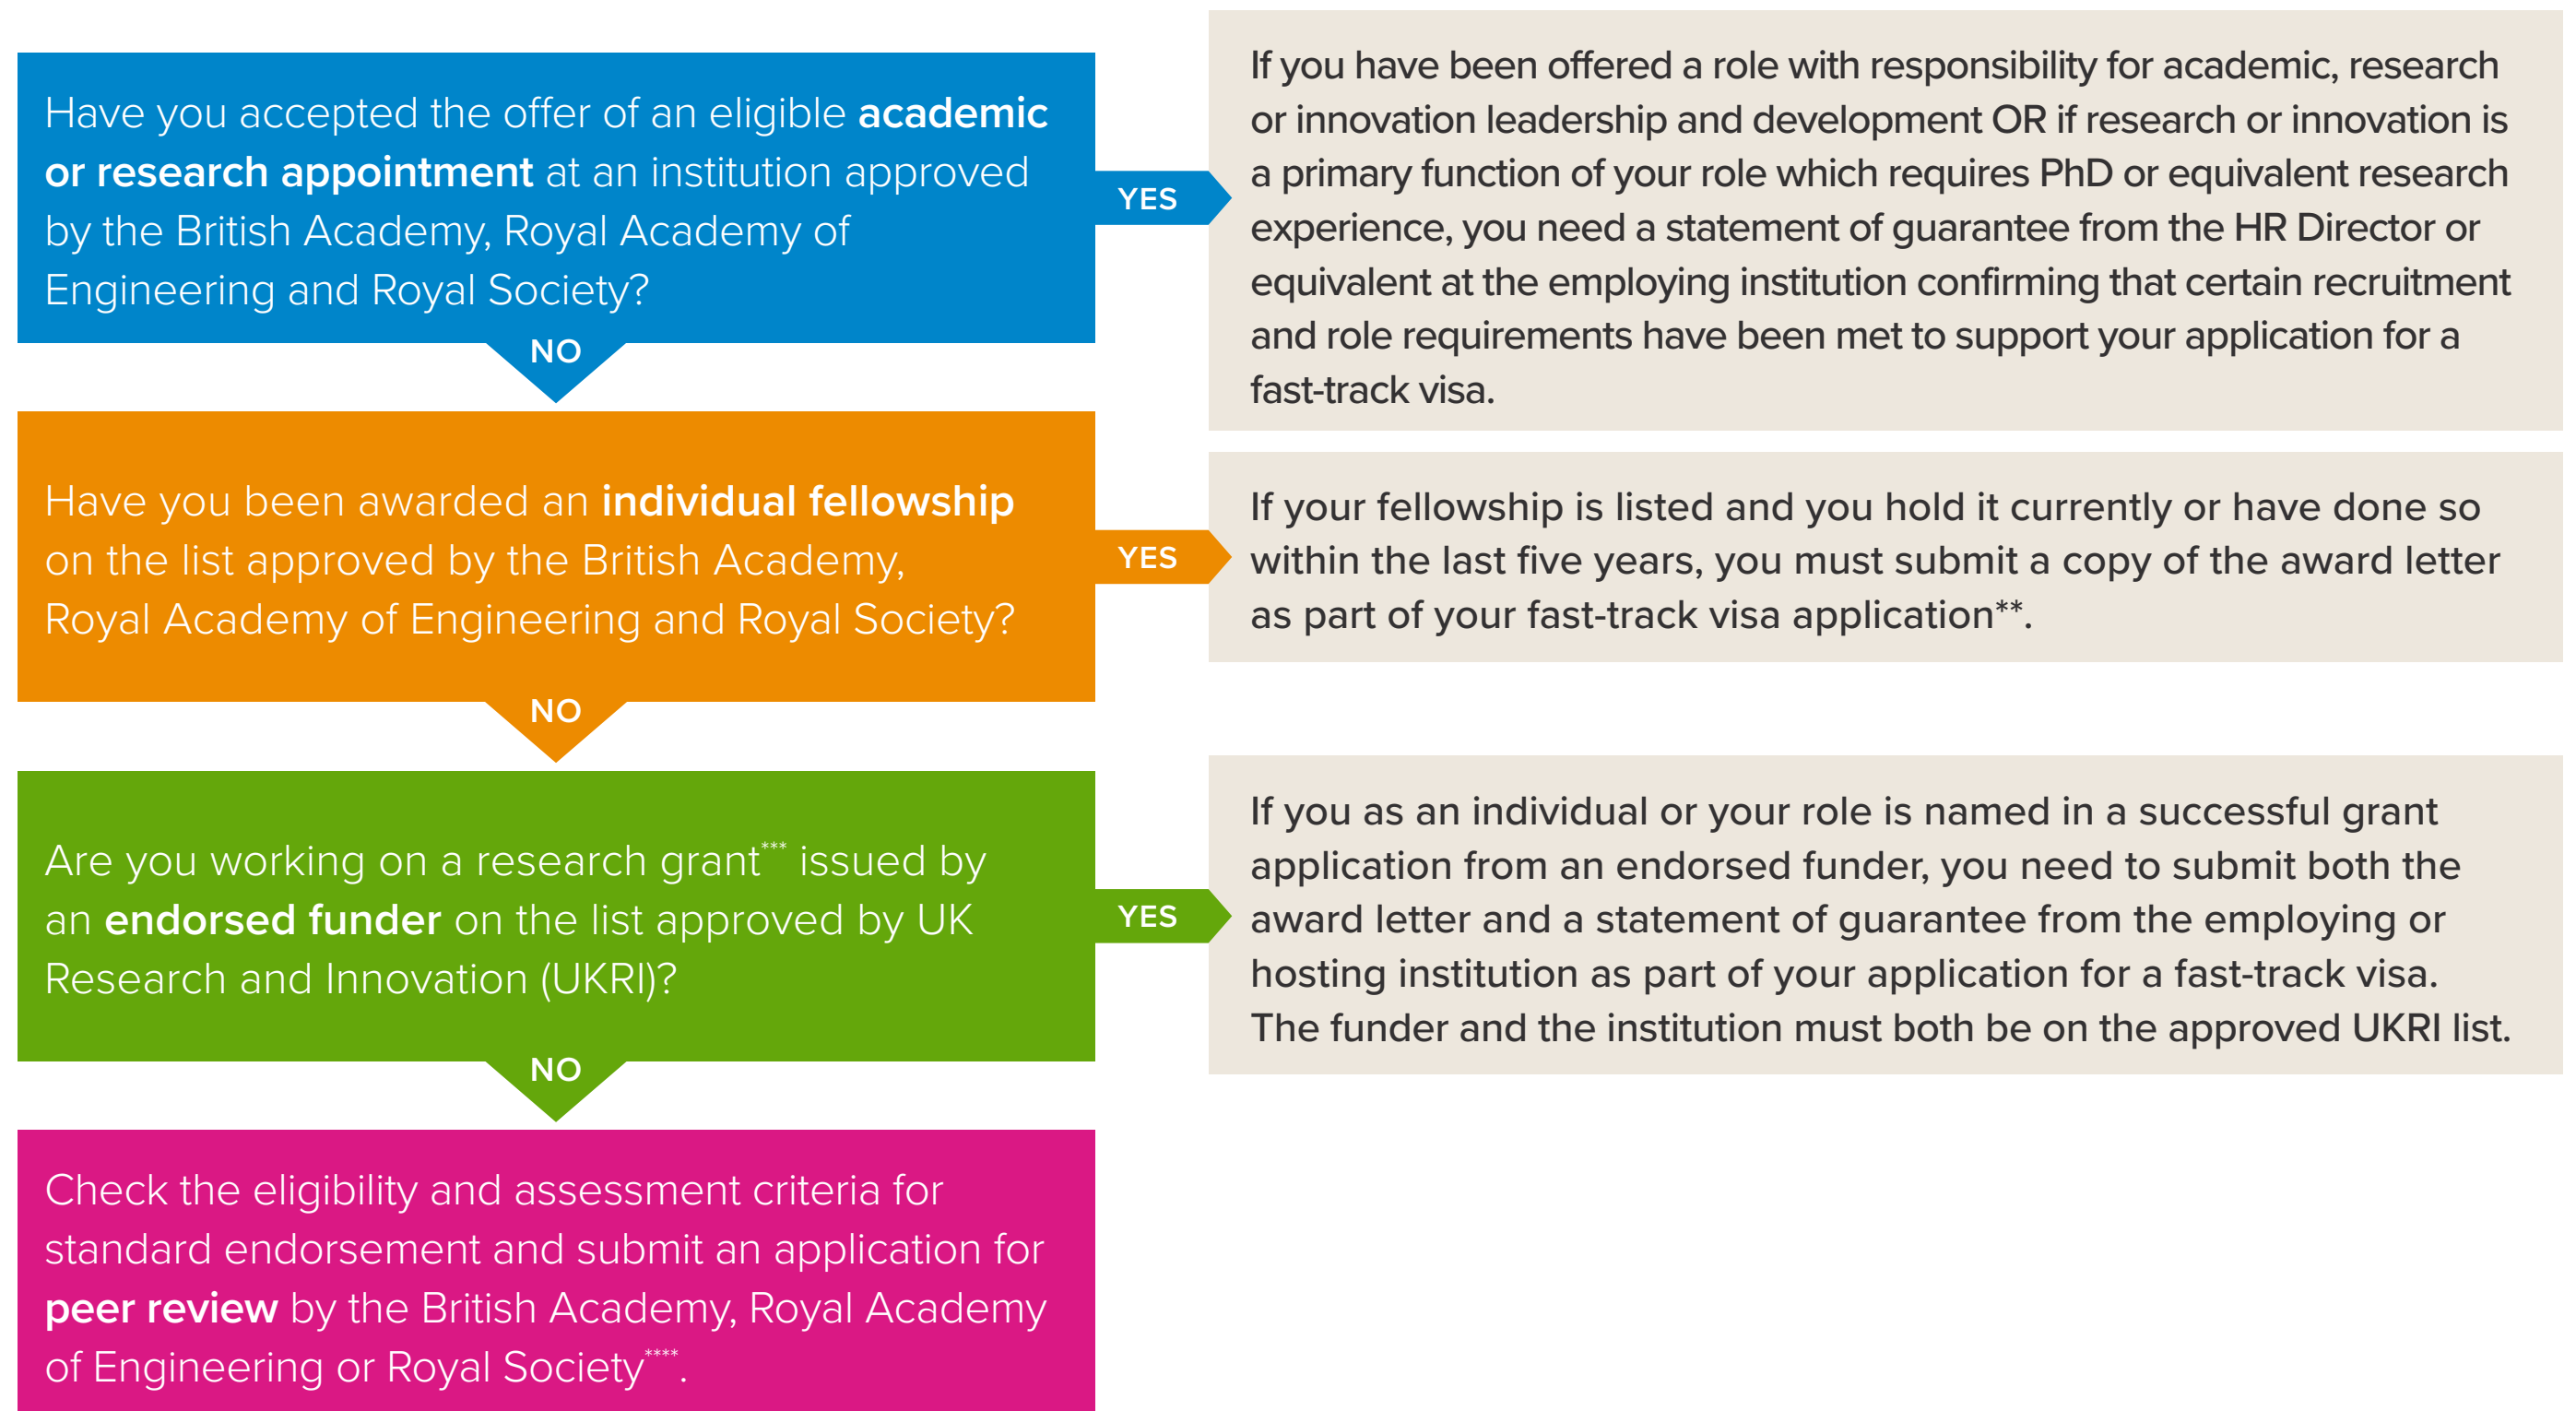 Have you accepted the offer of an eligible academic
or research appointment at an institution approved
by the British Academy, Royal Academy of
Engineering and Royal Society?
YES
If you have been offered a role with responsibility for academic, research
or innovation leadership and development OR if research or innovation is
a primary function of your role which requires PhD or equivalent research
experience, you need a statement of guarantee from the HR Director or
equivalent at the employing institution confirming that certain recruitment
and role requirements have been met to support your application for a
fast-track visa.
NO
Have you been awarded an individual fellowship
on the list approved by the British Academy,
Royal Academy of Engineering and Royal Society?
YES
If your fellowship is listed and you hold it currently or have done so
within the last five years, you must submit a copy of the award letter
as part of your fast-track visa application**.
NO
Are you working on a research grant*** issued by
an endorsed funder on the list approved by UK
Research and Innovation (UKRI)?
YES
If you as an individual or your role is named in a successful grant
application from an endorsed funder, you need to submit both the
award letter and a statement of guarantee from the employing or
hosting institution as part of your application for a fast-track visa.
The funder and the institution must both be on the approved UKRI list.
NO
Check the eligibility and assessment criteria for
standard endorsement and submit an application for
peer review by the British Academy, Royal Academy
of Engineering or Royal Society****.